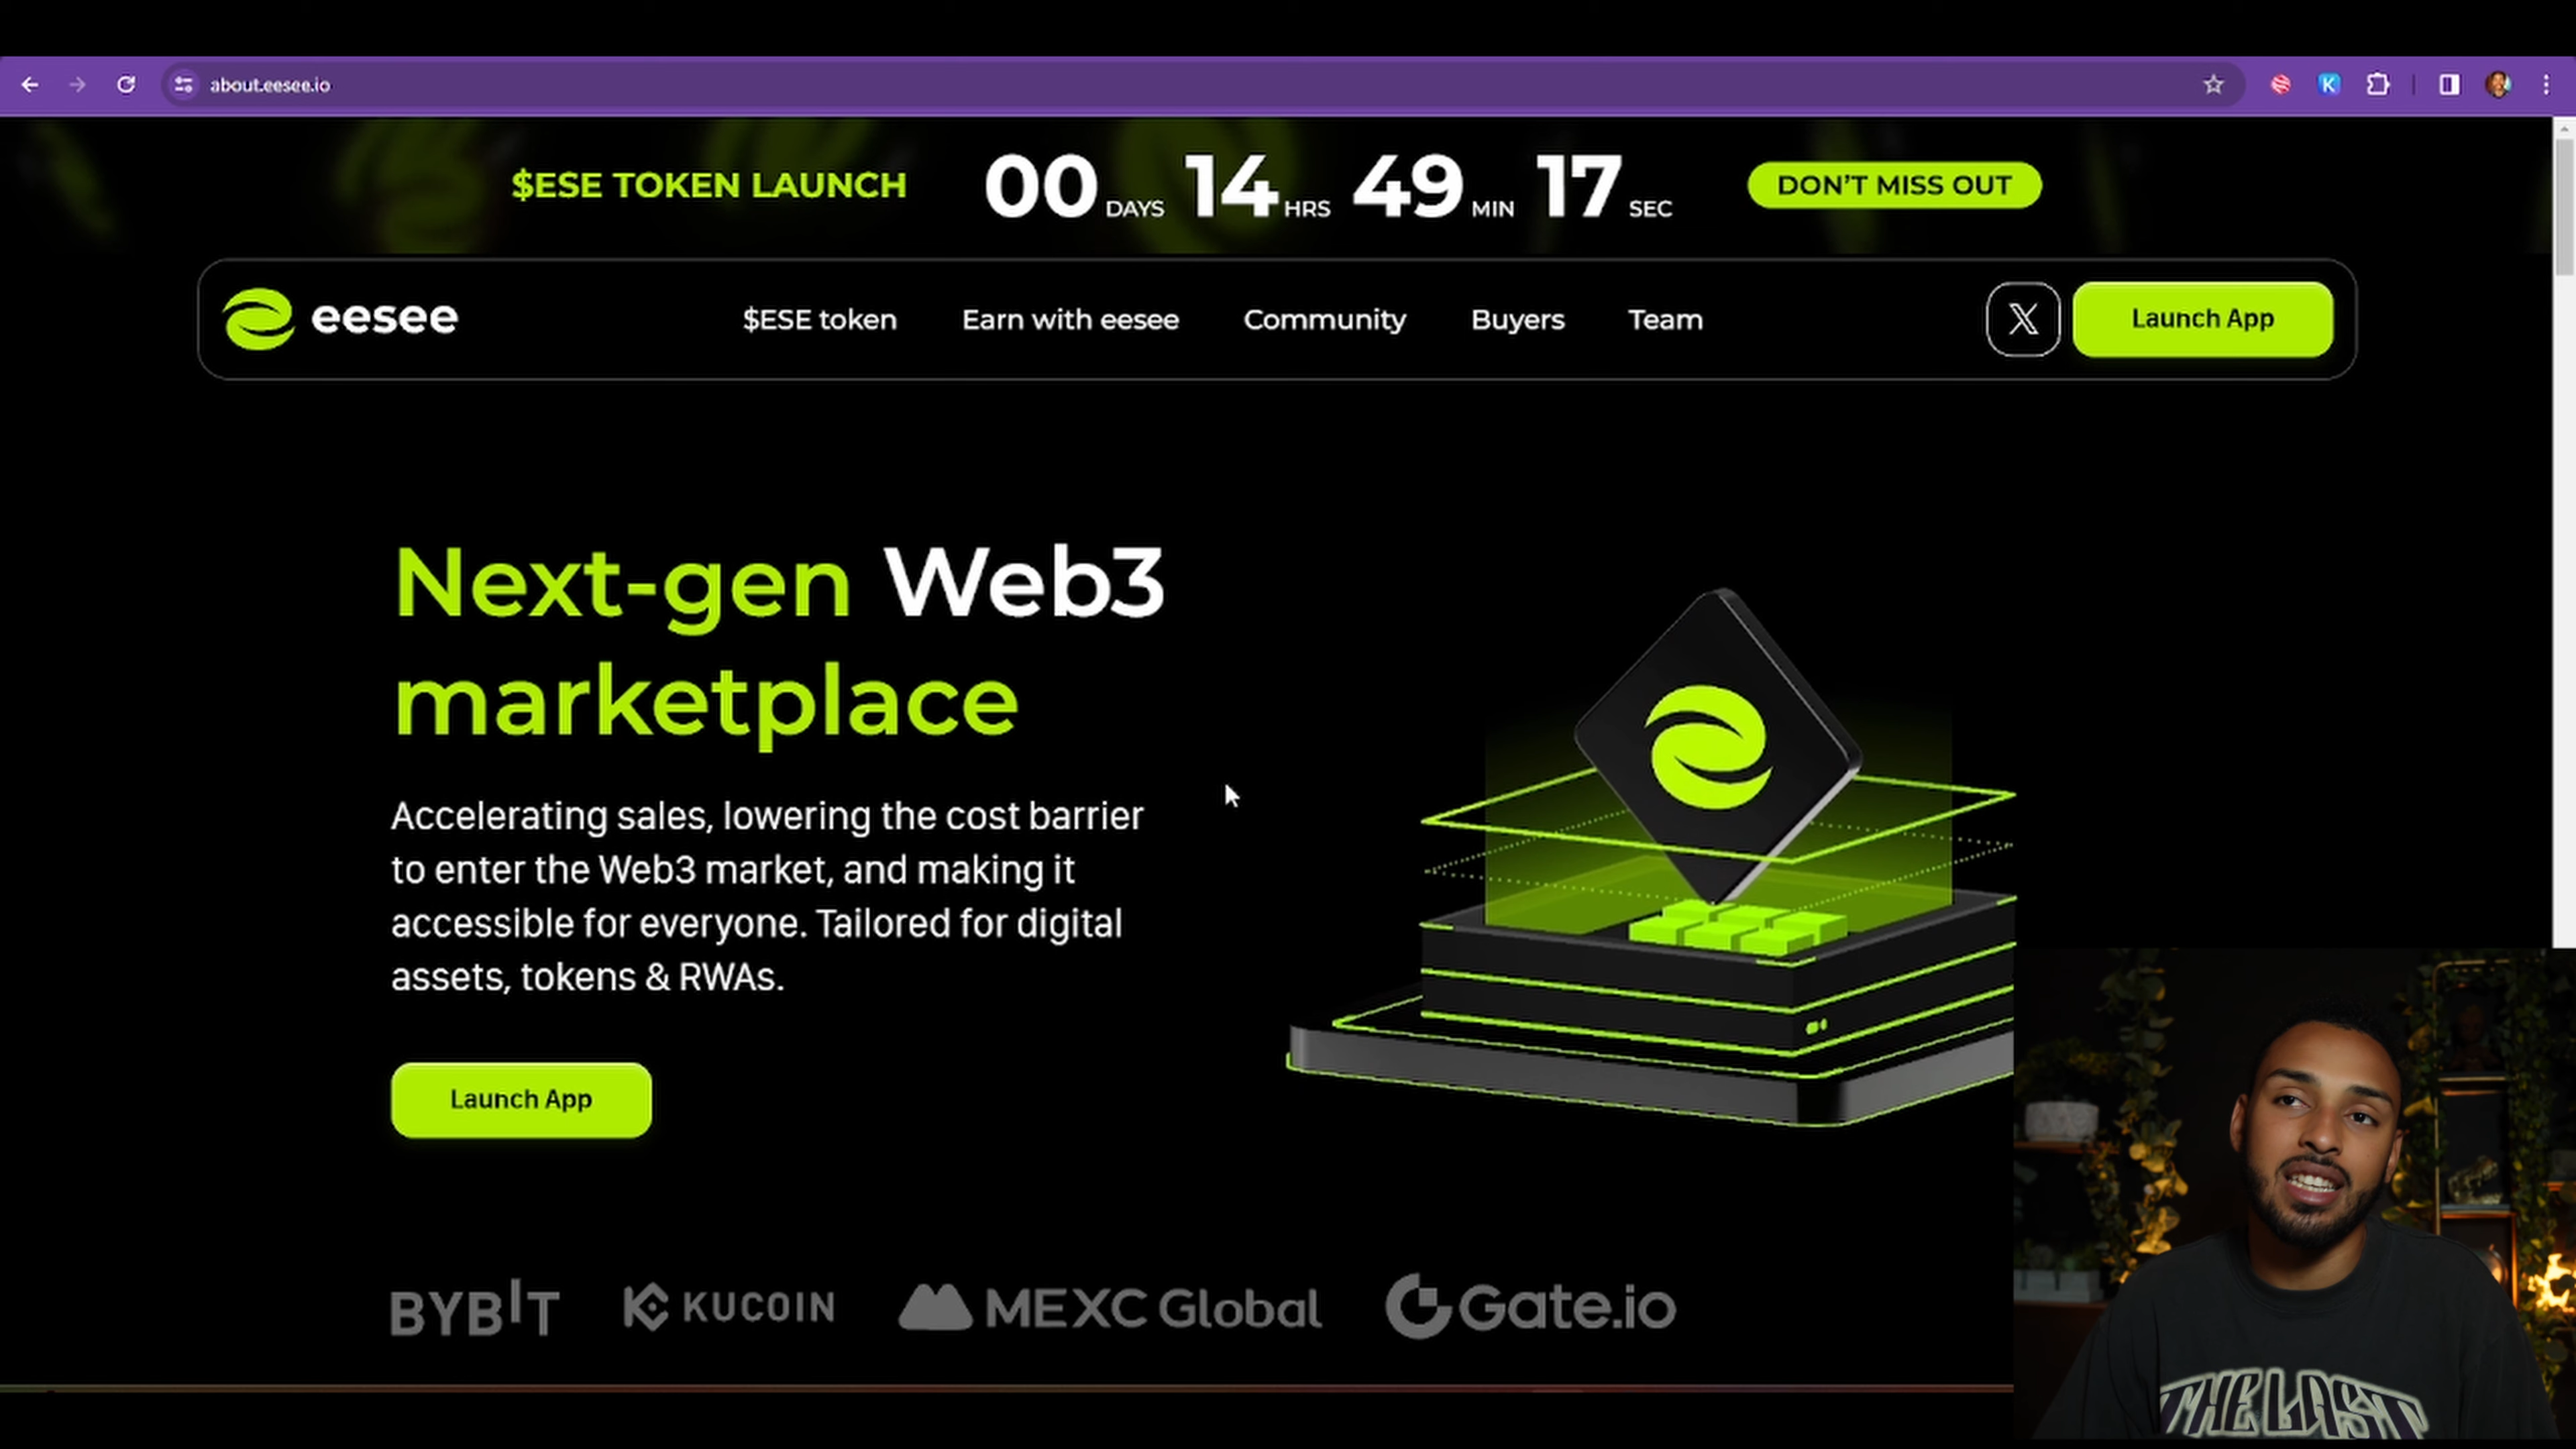 about.eesee.io
$ESE TOKEN LAUNCH 00 DAYS 14 HRS 49 MIN 17 SEC DON'T MISS OUT
eesee $ESE token Earn with eesee Community Buyers Team X Launch App
Next-gen Web3
marketplace
Accelerating sales, lowering the cost barrier
to enter the Web3 market, and making it
accessible for everyone. Tailored for digital
assets, tokens & RWAs.
Launch App
BYBIT KUCOIN MEXC Global Gate.io
THE LAST